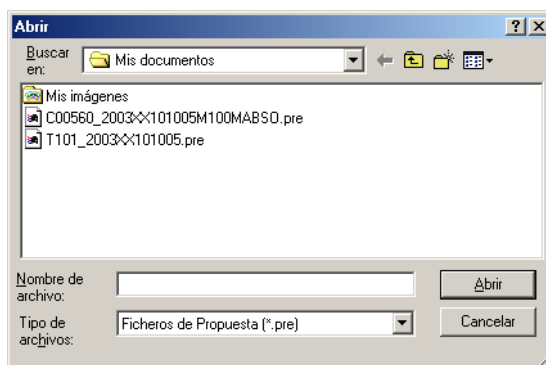 Abrir
Buscar
en:
Mis documentos
Mis imágenes
C00560_2003XX101005M100MABSO.pre
T101_2003XX101005.pre
Nombre de
archivo:
Abrir
Tipo de
archivos:
Ficheros de Propuesta (*.pre)
Cancelar